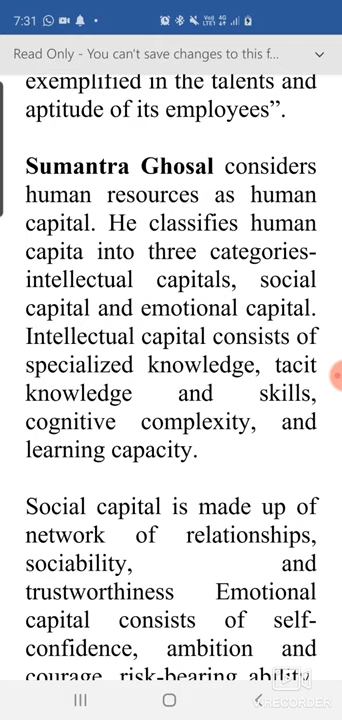 7:31
Read Only - You can't save changes to this f...
exemplified in the talents and
aptitude of its employees”.
Sumantra Ghosal considers
human resources as human
capital. He classifies human
capita into three categories-
intellectual capitals, social
capital and emotional capital.
Intellectual capital consists of
specialized knowledge, tacit
knowledge and skills,
cognitive complexity, and
learning capacity.
Social capital is made up of
network of relationships,
sociability, and
trustworthiness Emotional
capital consists of self-
confidence, ambition and
courage, risk-bearing ability,